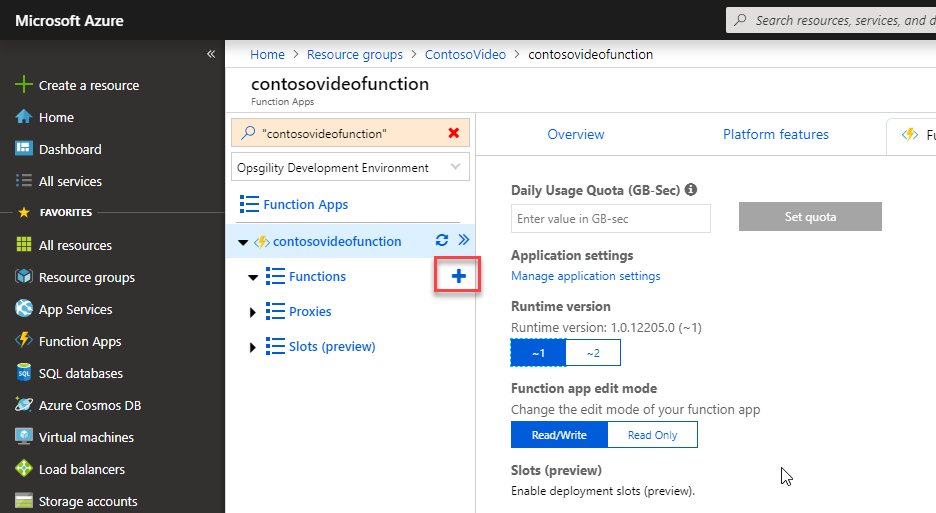 Microsoft Azure
Search resources, services, and d
«
Create a resource
Home
Dashboard
All services
FAVORITES
All resources
Resource groups
App Services
Function Apps
SQL databases
Azure Cosmos DB
Virtual machines
Load balancers
Storage accounts
Home > Resource groups > ContosoVideo > contosovideofunction
contosovideofunction
Function Apps
"contosovideofunction"
Opsgility Development Environment
Function Apps
contosovideofunction
Functions
Proxies
Slots (preview)
Overview
Platform features
Fu
Daily Usage Quota (GB-Sec)
Enter value in GB-sec
Set quota
Application settings
Manage application settings
Runtime version
Runtime version: 1.0.12205.0 (~1)
~1 ~2
Function app edit mode
Change the edit mode of your function app
Read/Write Read Only
Slots (preview)
Enable deployment slots (preview).